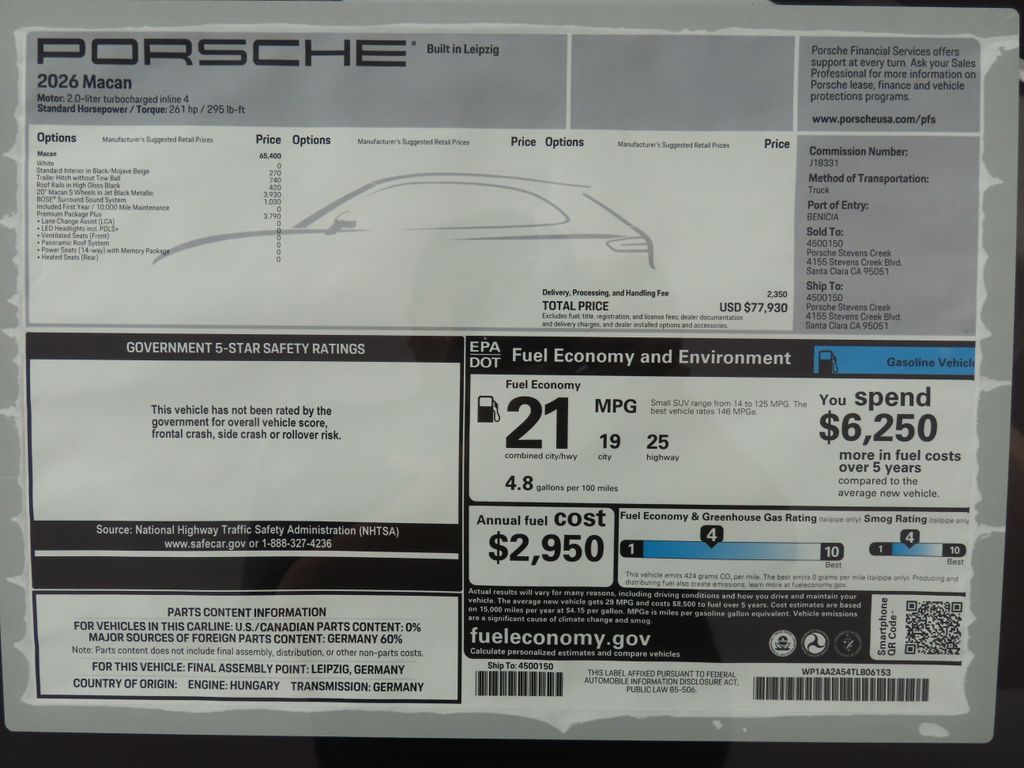 PORSCHE® Built in Leipzig
2026 Macan
Motor: 2.0-liter turbocharged inline 4
Standard Horsepower / Torque: 261 hp / 295 lb-ft
Porsche Financial Services offers
support at every turn. Ask your Sales
Professional for more information on
Porsche lease, finance and vehicle
protections programs.
www.porscheusa.com/pfs
Options Manufacturer's Suggested Retail Prices Price Options Manufacturer's Suggested Retail Prices Price Options Manufacturer's Suggested Retail Prices Price
Macan 65,400
White 0
Standard Interior in Black/Mojave Beige 270
Trailer Hitch without Tow Ball 740
Roof Rails in High Gloss Black 420
20" Macan S Wheels in Jet Black Metallic 3,930
BOSE® Surround Sound System 1,030
Included First Year / 10,000 Mile Maintenance 0
Premium Package Plus 3,790
• Lane Change Assist (LCA) 0
• LED Headlights incl. PDLS+ 0
• Ventilated Seats (Front) 0
• Panoramic Roof System 0
• Power Seats (14-way) with Memory Package 0
• Heated Seats (Rear) 0
Delivery, Processing, and Handling Fee 2,350
TOTAL PRICE USD $77,930
Excludes fuel, title, registration, and license fees; dealer documentation
and delivery charges; and dealer installed options and accessories.
Commission Number:
J18331
Method of Transportation:
Truck
Port of Entry:
BENICIA
Sold To:
4500150
Porsche Stevens Creek
4155 Stevens Creek Blvd.
Santa Clara CA 95051
Ship To:
4500150
Porsche Stevens Creek
4155 Stevens Creek Blvd.
Santa Clara CA 95051
GOVERNMENT 5-STAR SAFETY RATINGS
This vehicle has not been rated by the
government for overall vehicle score,
frontal crash, side crash or rollover risk.
Source: National Highway Traffic Safety Administration (NHTSA)
www.safecar.gov or 1-888-327-4236
PARTS CONTENT INFORMATION
FOR VEHICLES IN THIS CARLINE: U.S./CANADIAN PARTS CONTENT: 0%
MAJOR SOURCES OF FOREIGN PARTS CONTENT: GERMANY 60%
Note: Parts content does not include final assembly, distribution, or other non-parts costs.
FOR THIS VEHICLE: FINAL ASSEMBLY POINT: LEIPZIG, GERMANY
COUNTRY OF ORIGIN: ENGINE: HUNGARY TRANSMISSION: GERMANY
EPA
DOT Fuel Economy and Environment Gasoline Vehicle
Fuel Economy
21 MPG
combined city/hwy
19 city
25 highway
4.8 gallons per 100 miles
Small SUV range from 14 to 125 MPG. The
best vehicle rates 146 MPGe.
You spend
$6,250
more in fuel costs
over 5 years
compared to the
average new vehicle.
Annual fuel cost
$2,950
Fuel Economy & Greenhouse Gas Rating (tailpipe only) Smog Rating (tailpipe only)
1 4 10 Best
1 4 10 Best
This vehicle emits 424 grams CO₂ per mile. The best emits 0 grams per mile (tailpipe only). Producing and
distributing fuel also create emissions; learn more at fueleconomy.gov.
Actual results will vary for many reasons, including driving conditions and how you drive and maintain your
vehicle. The average new vehicle gets 29 MPG and costs $8,500 to fuel over 5 years. Cost estimates are based
on 15,000 miles per year at $4.15 per gallon. MPGe is miles per gasoline gallon equivalent. Vehicle emissions
are a significant cause of climate change and smog.
fueleconomy.gov
Calculate personalized estimates and compare vehicles
Smartphone
QR Code™
Ship To: 4500150
THIS LABEL AFFIXED PURSUANT TO FEDERAL
AUTOMOBILE INFORMATION DISCLOSURE ACT,
PUBLIC LAW 85-506.
WP1AA2A54TLB06153